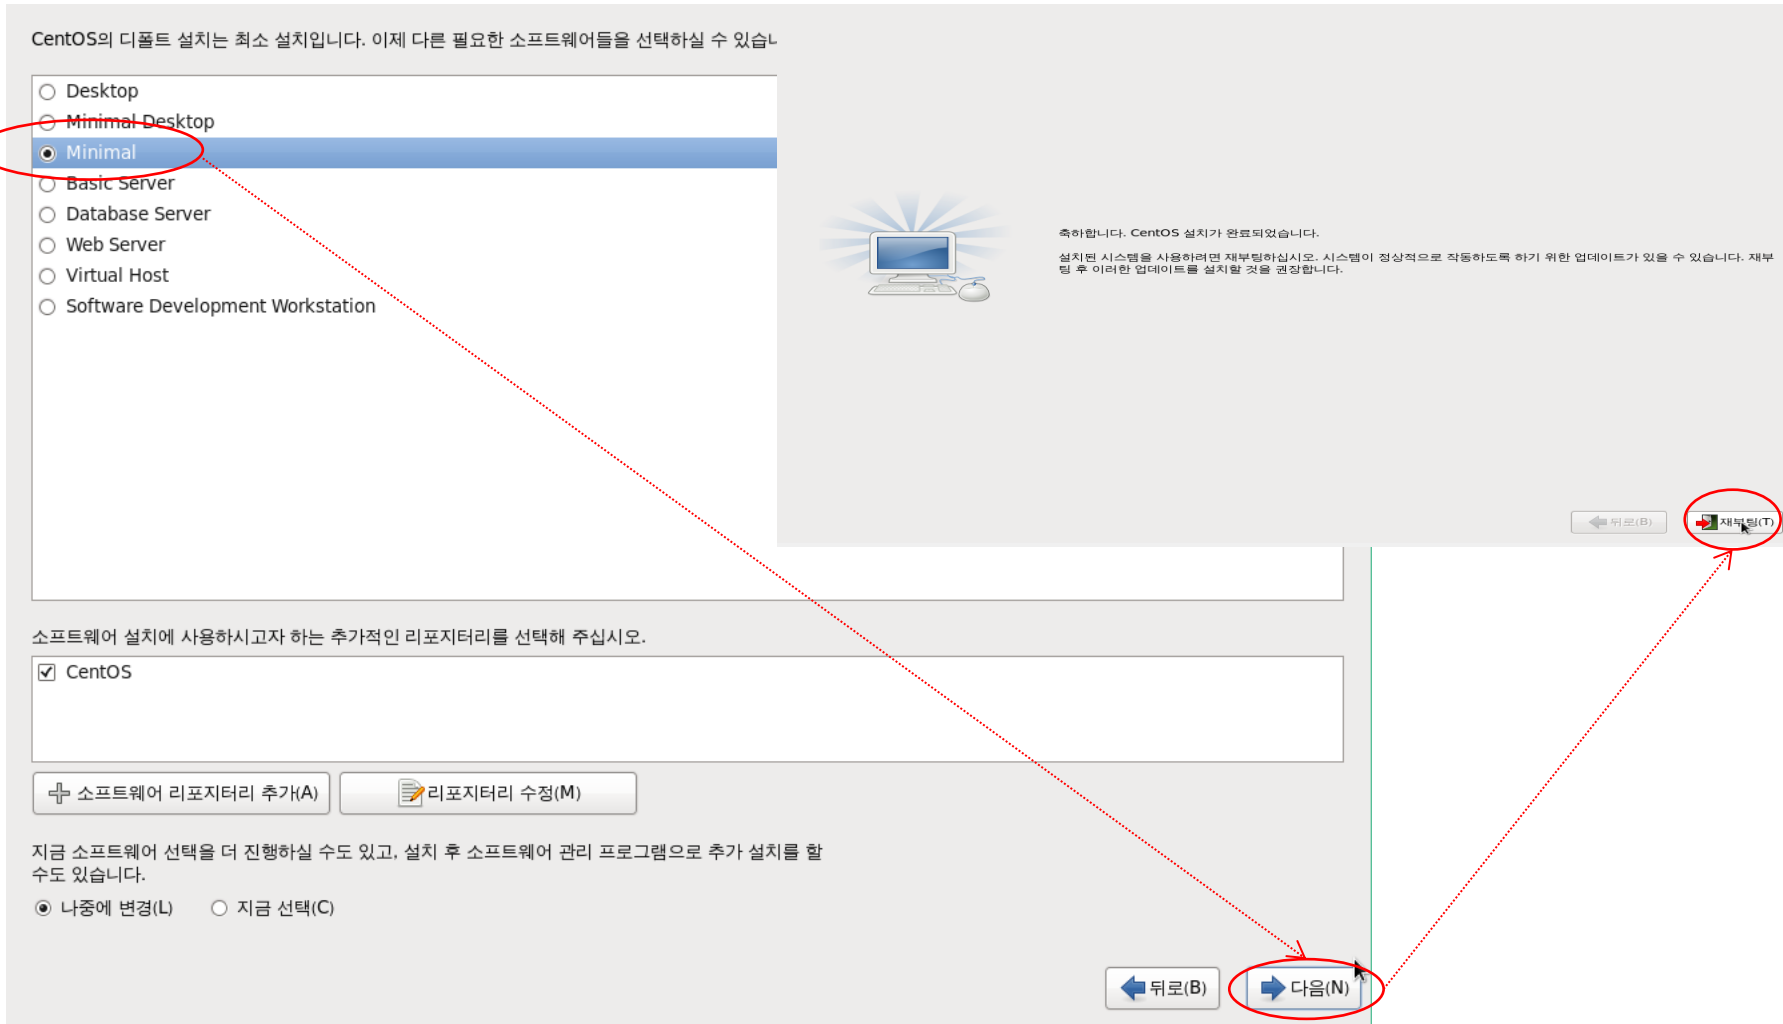 CentOS의 디폴트 설치는 최소 설치입니다. 이제 다른 필요한 소프트웨어들을 선택하실 수 있습니
Desktop
Minimal Desktop
Minimal
Basic Server
Database Server
Web Server
Virtual Host
Software Development Workstation
축하합니다. CentOS 설치가 완료되었습니다.
설치된 시스템을 사용하려면 재부팅하십시오. 시스템이 정상적으로 작동하도록 하기 위한 업데이트가 있을 수 있습니다. 재부
팅 후 이러한 업데이트를 설치할 것을 권장합니다.
뒤로(B)
재부팅(T)
소프트웨어 설치에 사용하시고자 하는 추가적인 리포지터리를 선택해 주십시오.
CentOS
소프트웨어 리포지터리 추가(A)
리포지터리 수정(M)
지금 소프트웨어 선택을 더 진행하실 수도 있고, 설치 후 소프트웨어 관리 프로그램으로 추가 설치를 할
수도 있습니다.
나중에 변경(L)
지금 선택(C)
뒤로(B)
다음(N)